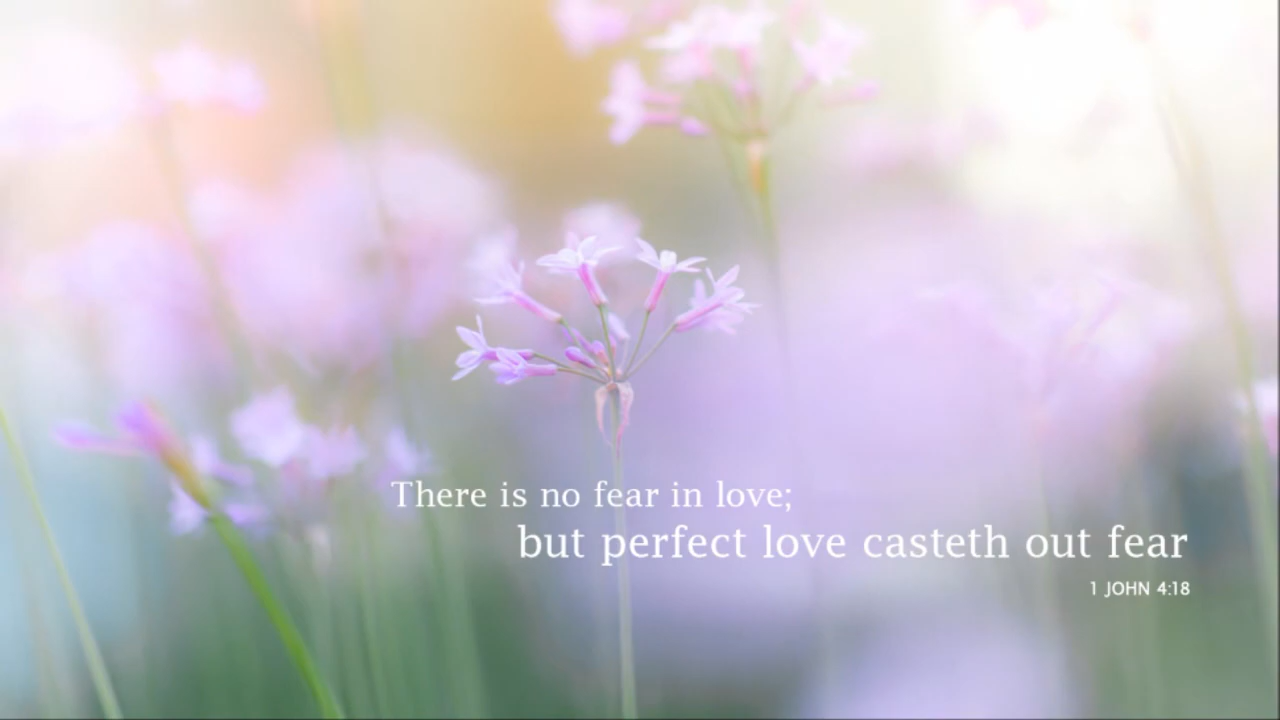 There is no fear in love;
but perfect love casteth out fear
1 JOHN 4:18